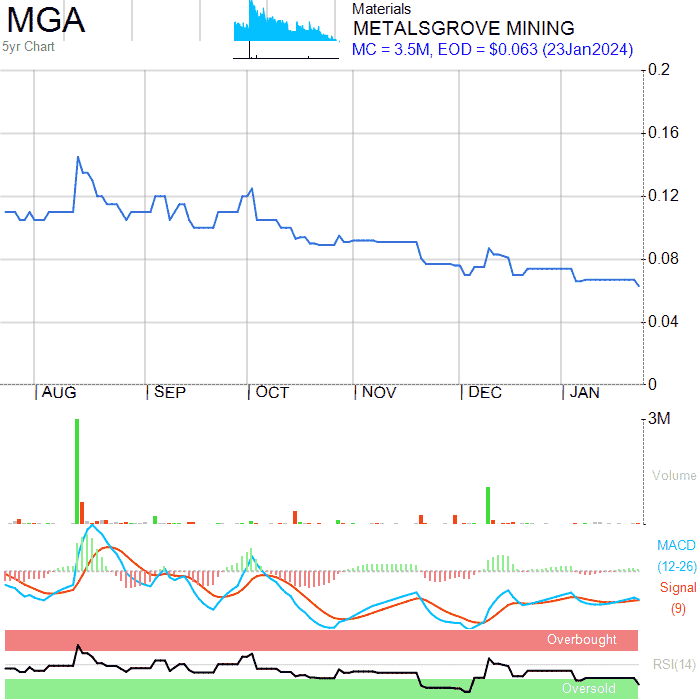 MGA
5yr Chart
Materials
METALSGROVE MINING
MC = 3.5M, EOD = $0.063 (23Jan2024)
0.2
0.16
0.12
0.08
0.04
0
AUG SEP OCT NOV DEC JAN
3M
Volume
MACD
(12-26)
Signal
(9)
Overbought
RSI(14)
Oversold